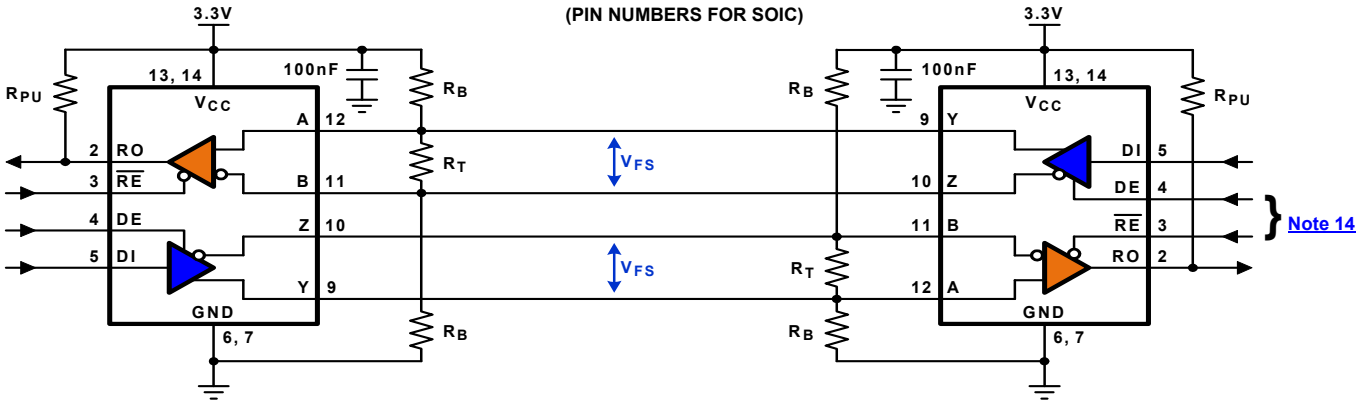 (PIN NUMBERS FOR SOIC)
3.3V
100nF
13, 14
RPU
RB
VCC
A 12
2 RO
RT
3 RE
B 11
4 DE
Z 10
5 DI
Y 9
GND
6, 7
RB
VFS
VFS
3.3V
100nF
13, 14
RB
RPU
VCC
9 Y
DI 5
10 Z
DE 4
11 B
RE 3
RT
RO 2
12 A
GND
RB
6, 7
} Note 14